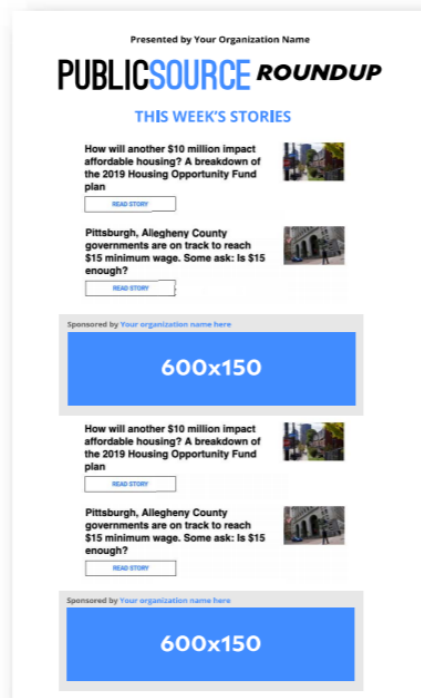 Presented by Your Organization Name
PUBLICSOURCE ROUNDUP
THIS WEEK'S STORIES
How will another $10 million impact
affordable housing? A breakdown of
the 2019 Housing Opportunity Fund
plan
READ STORY
Pittsburgh, Allegheny County
governments are on track to reach
$15 minimum wage. Some ask: Is $15
enough?
READ STORY
Sponsored by Your organization name here
600x150
How will another $10 million impact
affordable housing? A breakdown of
the 2019 Housing Opportunity Fund
plan
READ STORY
Pittsburgh, Allegheny County
governments are on track to reach
$15 minimum wage. Some ask: Is $15
enough?
READ STORY
Sponsored by Your organization name here
600x150